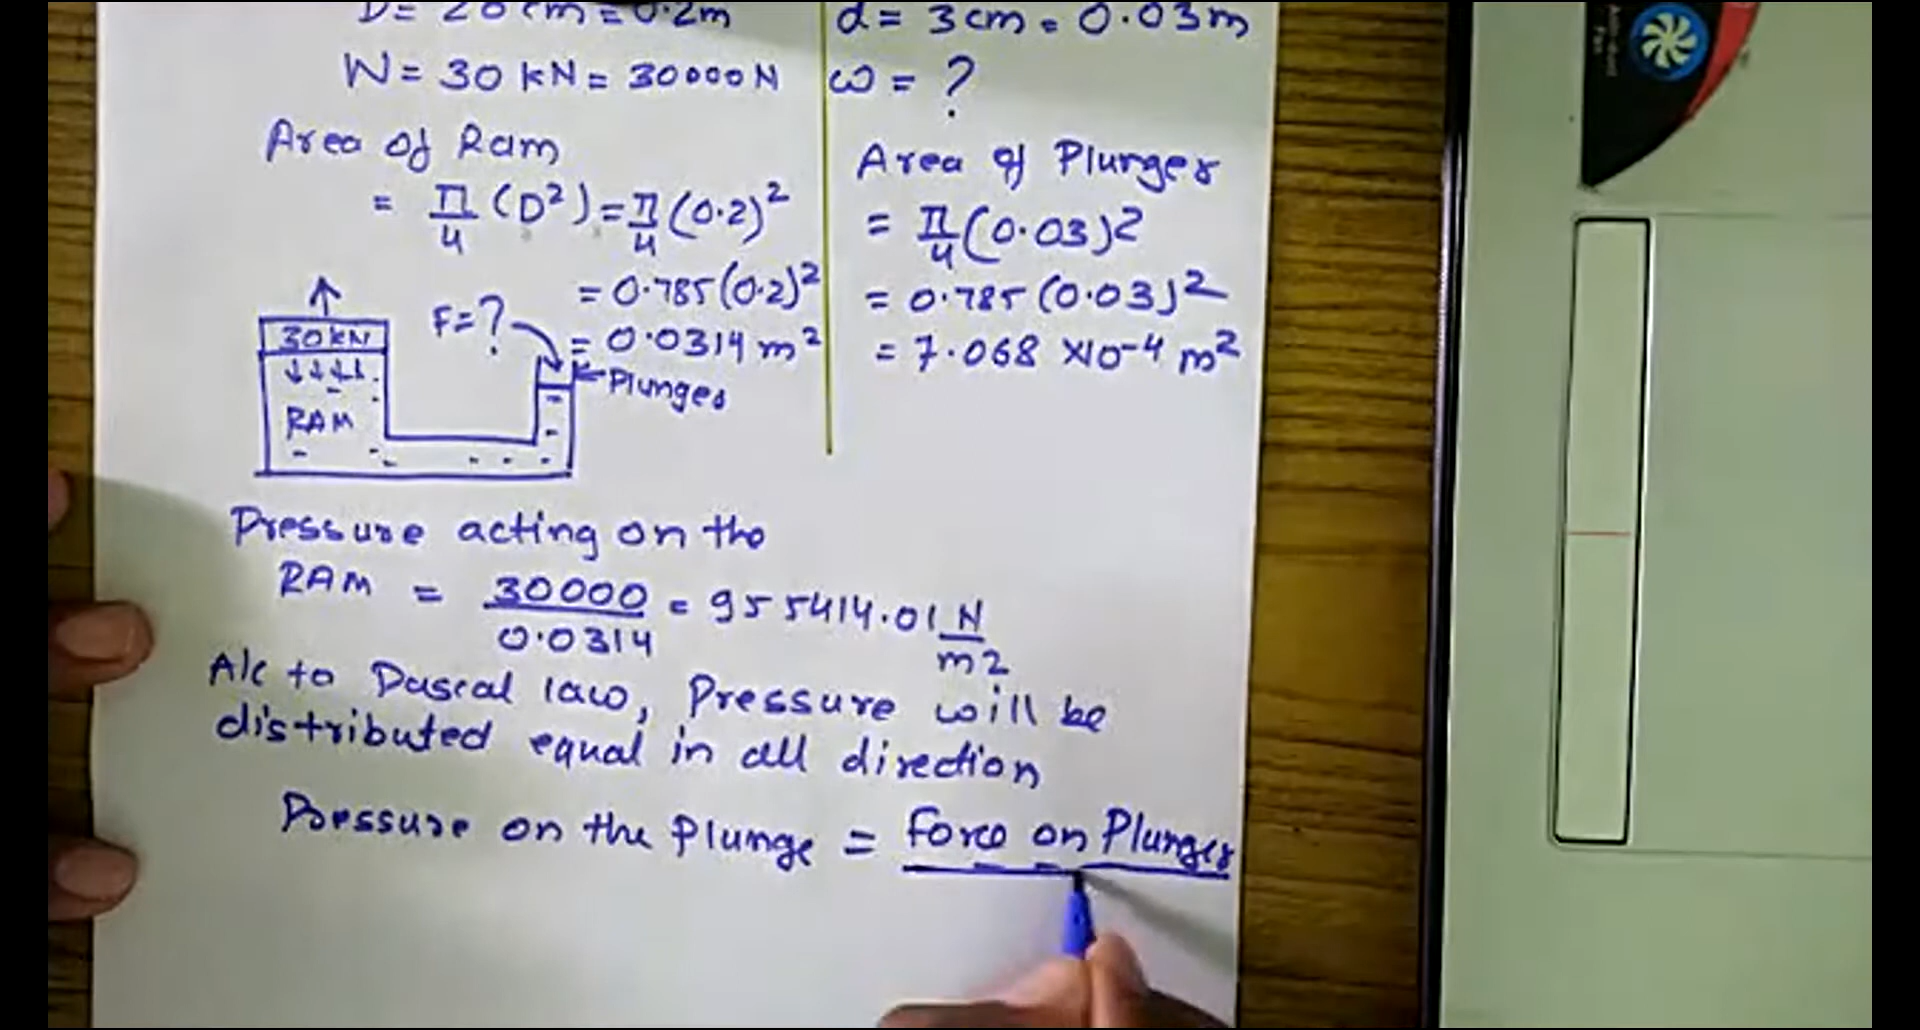 D = 20 cm = 0.2m
d = 3 cm = 0.03m
W = 30 kN = 30000 N
ω = ?
Area of Ram
= π/4 (D²) = π/4 (0.2)²
= 0.785(0.2)²
= 0.0314 m²
Area of Plunger
= π/4 (0.03)²
= 0.785 (0.03)²
= 7.068 ×10-4 m²
30 kN
RAM
F = ?
Plunger
Pressure acting on the
RAM = 30000/0.0314 = 955414.01 N/m2
A/c to Pascal law, Pressure will be
distributed equal in all direction
Pressure on the Plunge = Force on Plunger